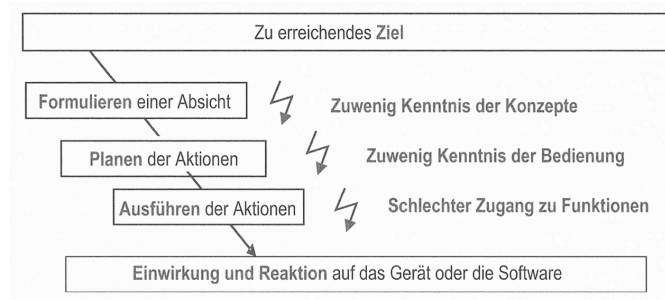 Zu erreichendes Ziel
Formulieren einer Absicht
Zuwenig Kenntnis der Konzepte
Planen der Aktionen
Zuwenig Kenntnis der Bedienung
Ausführen der Aktionen
Schlechter Zugang zu Funktionen
Einwirkung und Reaktion auf das Gerät oder die Software